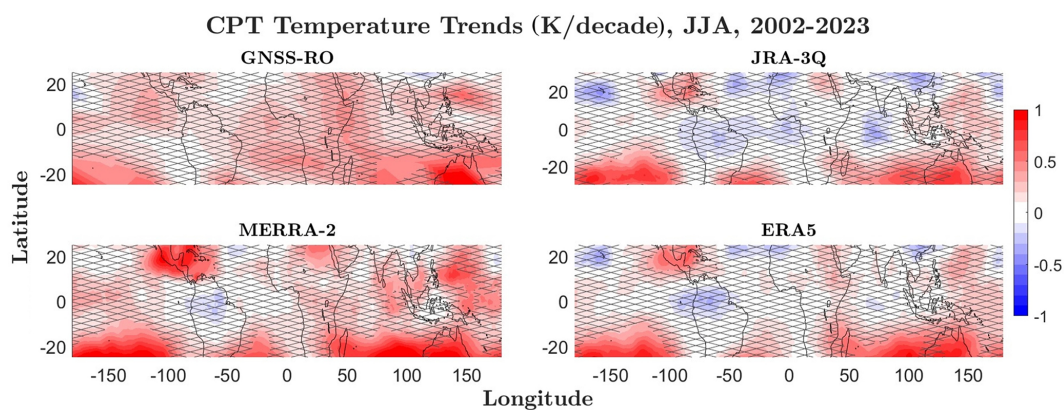 CPT Temperature Trends (K/decade), JJA, 2002-2023
GNSS-RO
JRA-3Q
20
0
-20
20
0
-20
1
0.5
0
-0.5
-1
Latitude
MERRA-2
ERA5
20
0
-20
20
0
-20
-150 -100 -50 0 50 100 150
-150 -100 -50 0 50 100 150
Longitude